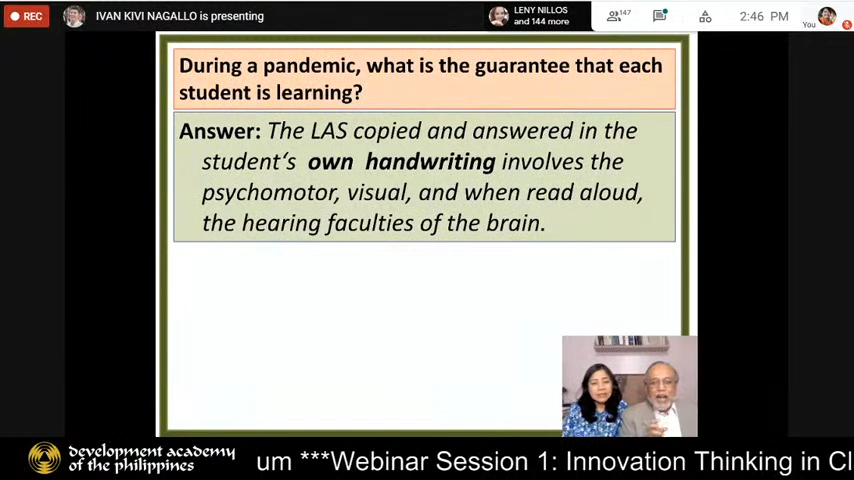 REC
IVAN KIVI NAGALLO is presenting
LENY NILLOS
and 144 more
147
2:46 PM
You
During a pandemic, what is the guarantee that each
student is learning?
Answer: The LAS copied and answered in the
student‘s own handwriting involves the
psychomotor, visual, and when read aloud,
the hearing faculties of the brain.
development academy
of the philippines
um ***Webinar Session 1: Innovation Thinking in Cl